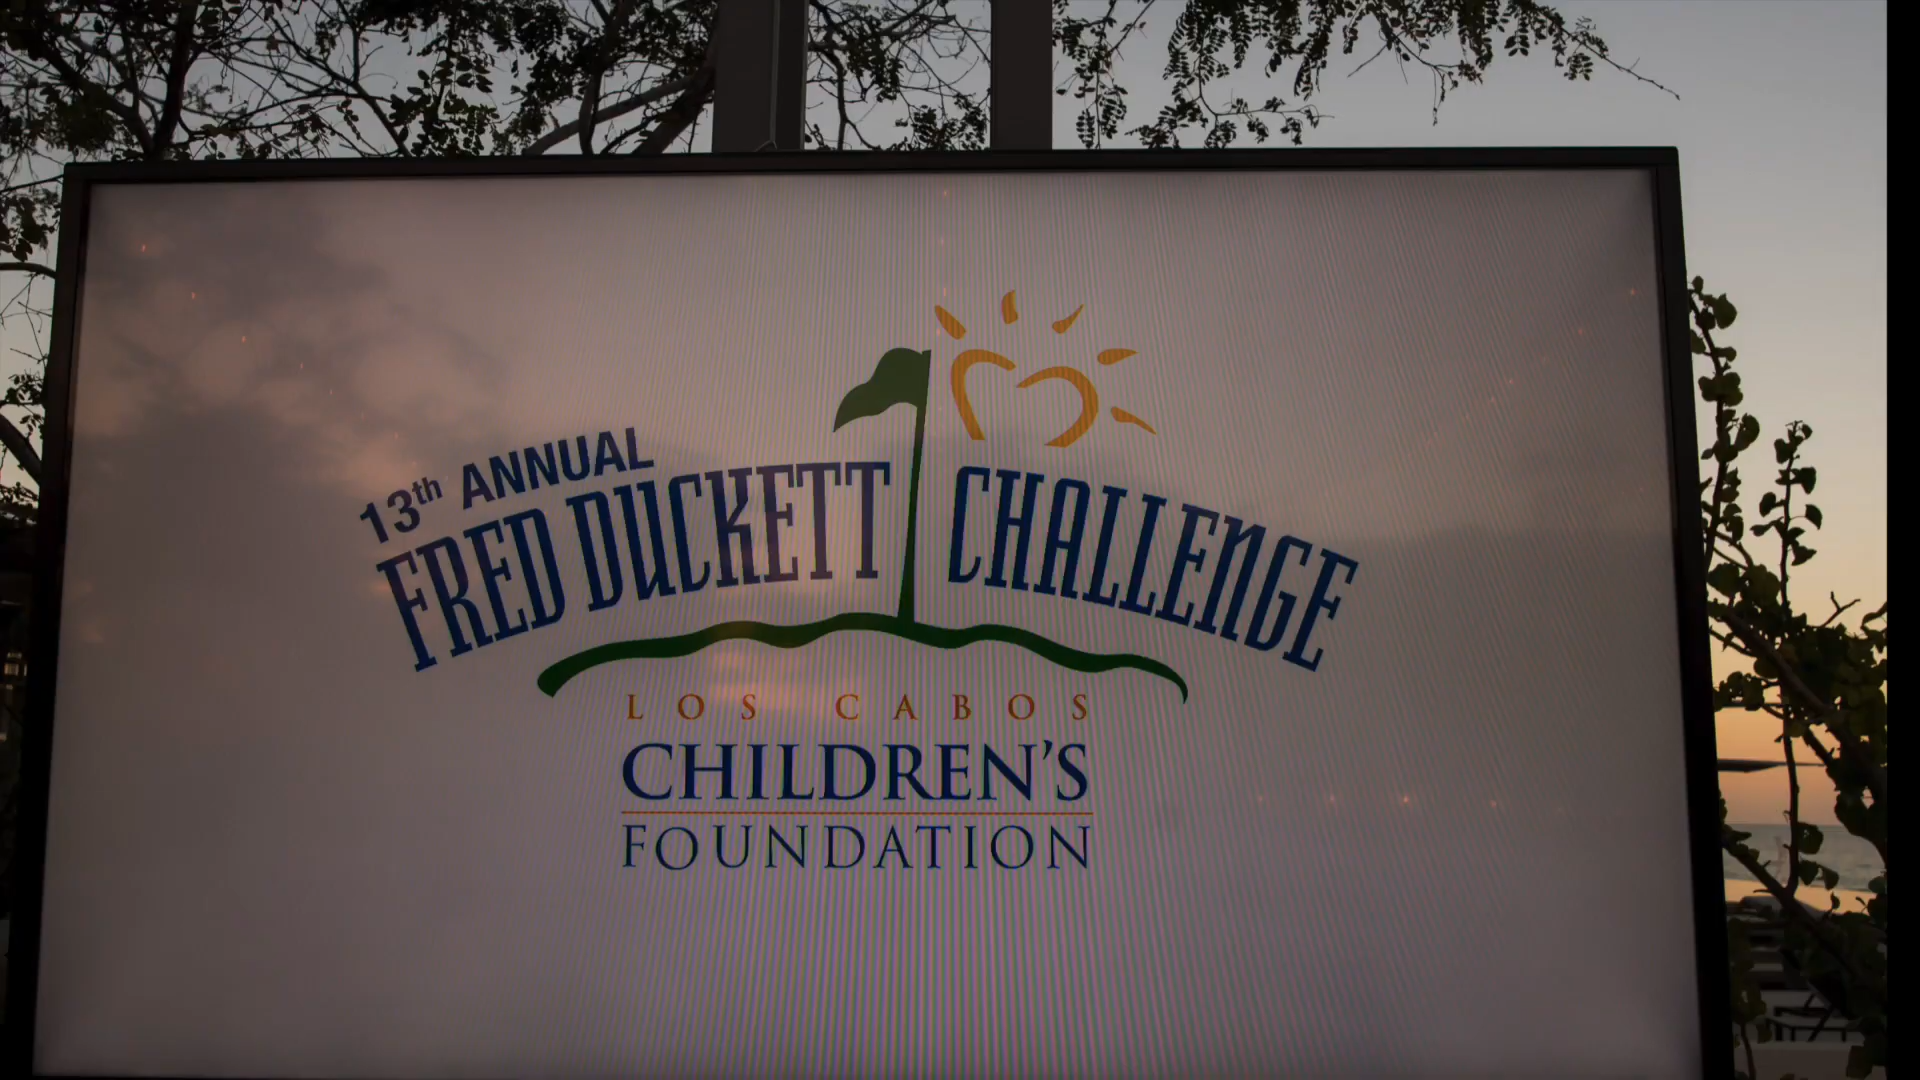 13th ANNUAL
FRED DUCKETT CHALLENGE
LOS CABOS
CHILDREN'S
FOUNDATION